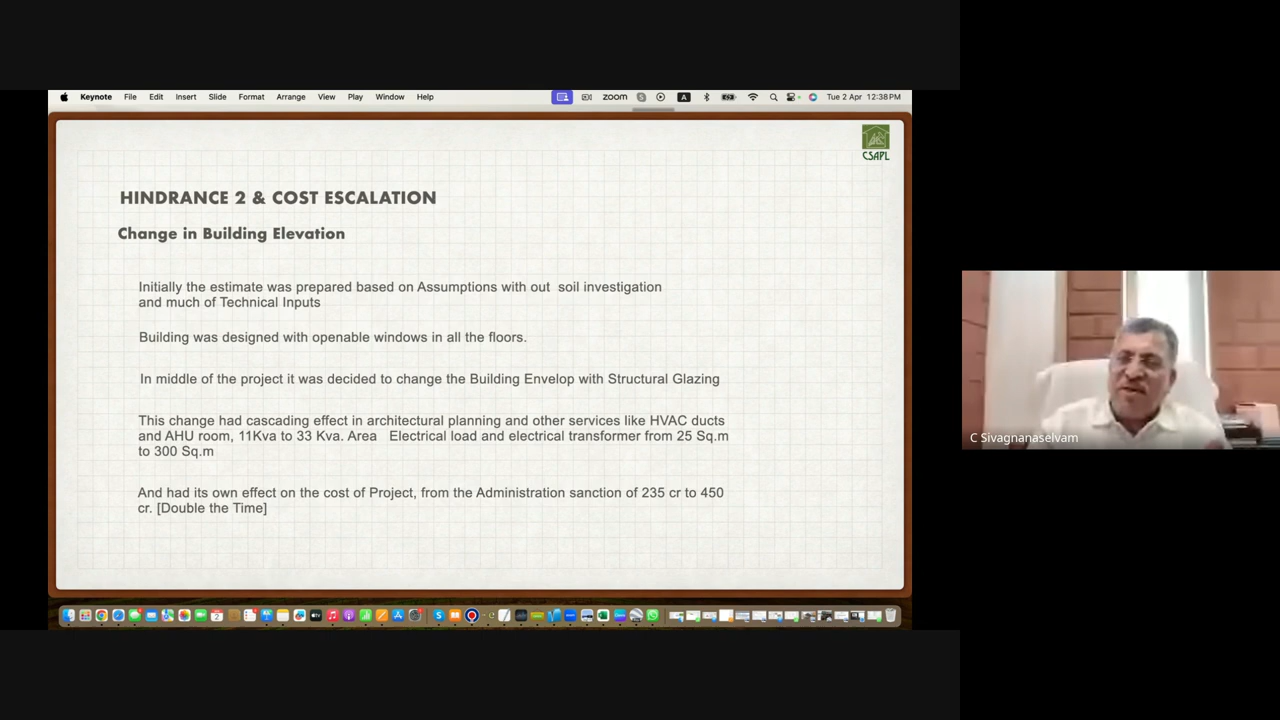 Keynote File Edit Insert Slide Format Arrange View Play Window Help zoom A Tue 2 Apr 12:38 PM
CSAPL
HINDRANCE 2 & COST ESCALATION
Change in Building Elevation
Initially the estimate was prepared based on Assumptions with out soil investigation
and much of Technical Inputs
Building was designed with openable windows in all the floors.
In middle of the project it was decided to change the Building Envelop with Structural Glazing
This change had cascading effect in architectural planning and other services like HVAC ducts
and AHU room, 11Kva to 33 Kva. Area Electrical load and electrical transformer from 25 Sq.m
to 300 Sq.m
And had its own effect on the cost of Project, from the Administration sanction of 235 cr to 450
cr. [Double the Time]
C Sivagnanaselvam